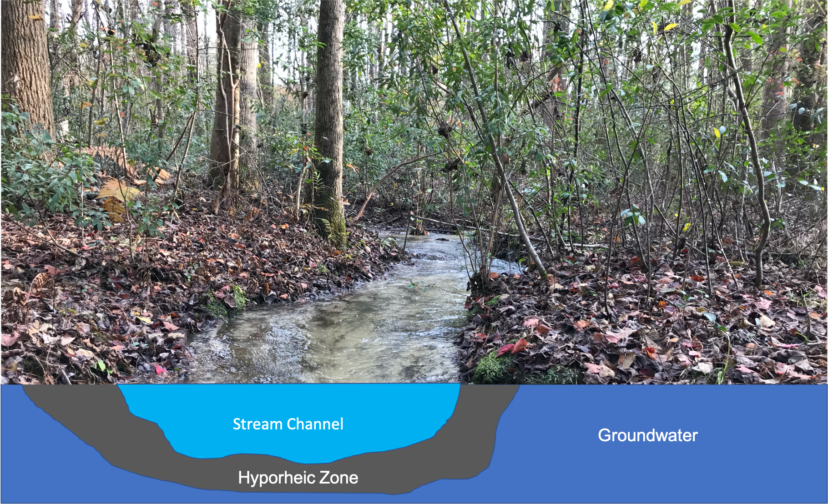 Stream Channel
Groundwater
Hyporheic Zone